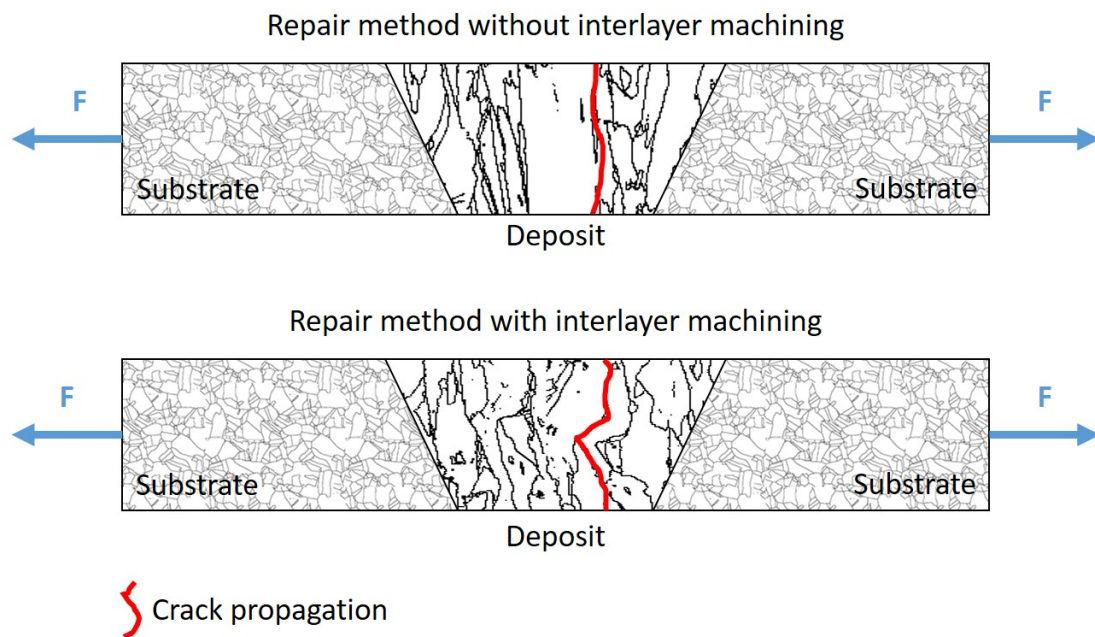 Repair method without interlayer machining
F
F
Substrate
Substrate
Deposit
Repair method with interlayer machining
F
F
Substrate
Substrate
Deposit
Crack propagation